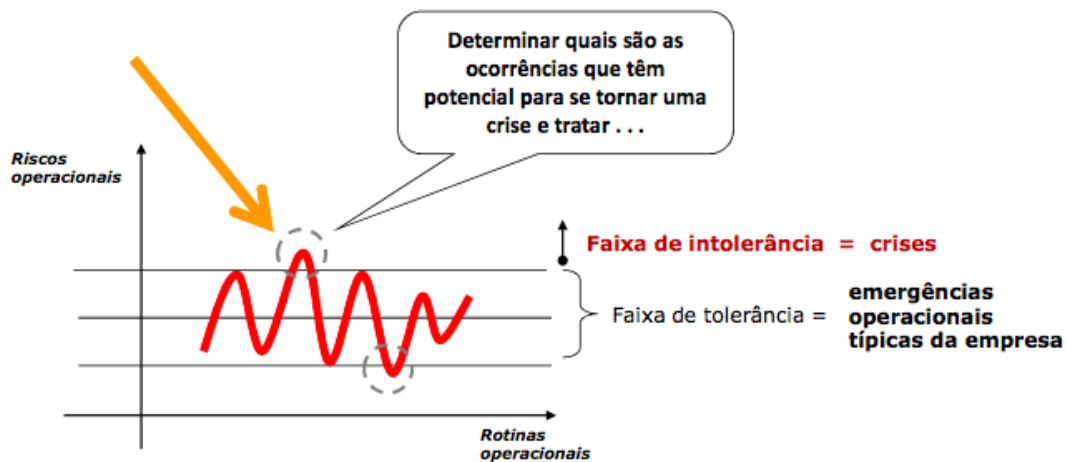 Determinar quais são as
ocorrências que têm
potencial para se tornar uma
crise e tratar . . .
Riscos
operacionais
Faixa de intolerância = crises
Faixa de tolerância =
emergências
operacionais
típicas da empresa
Rotinas
operacionais